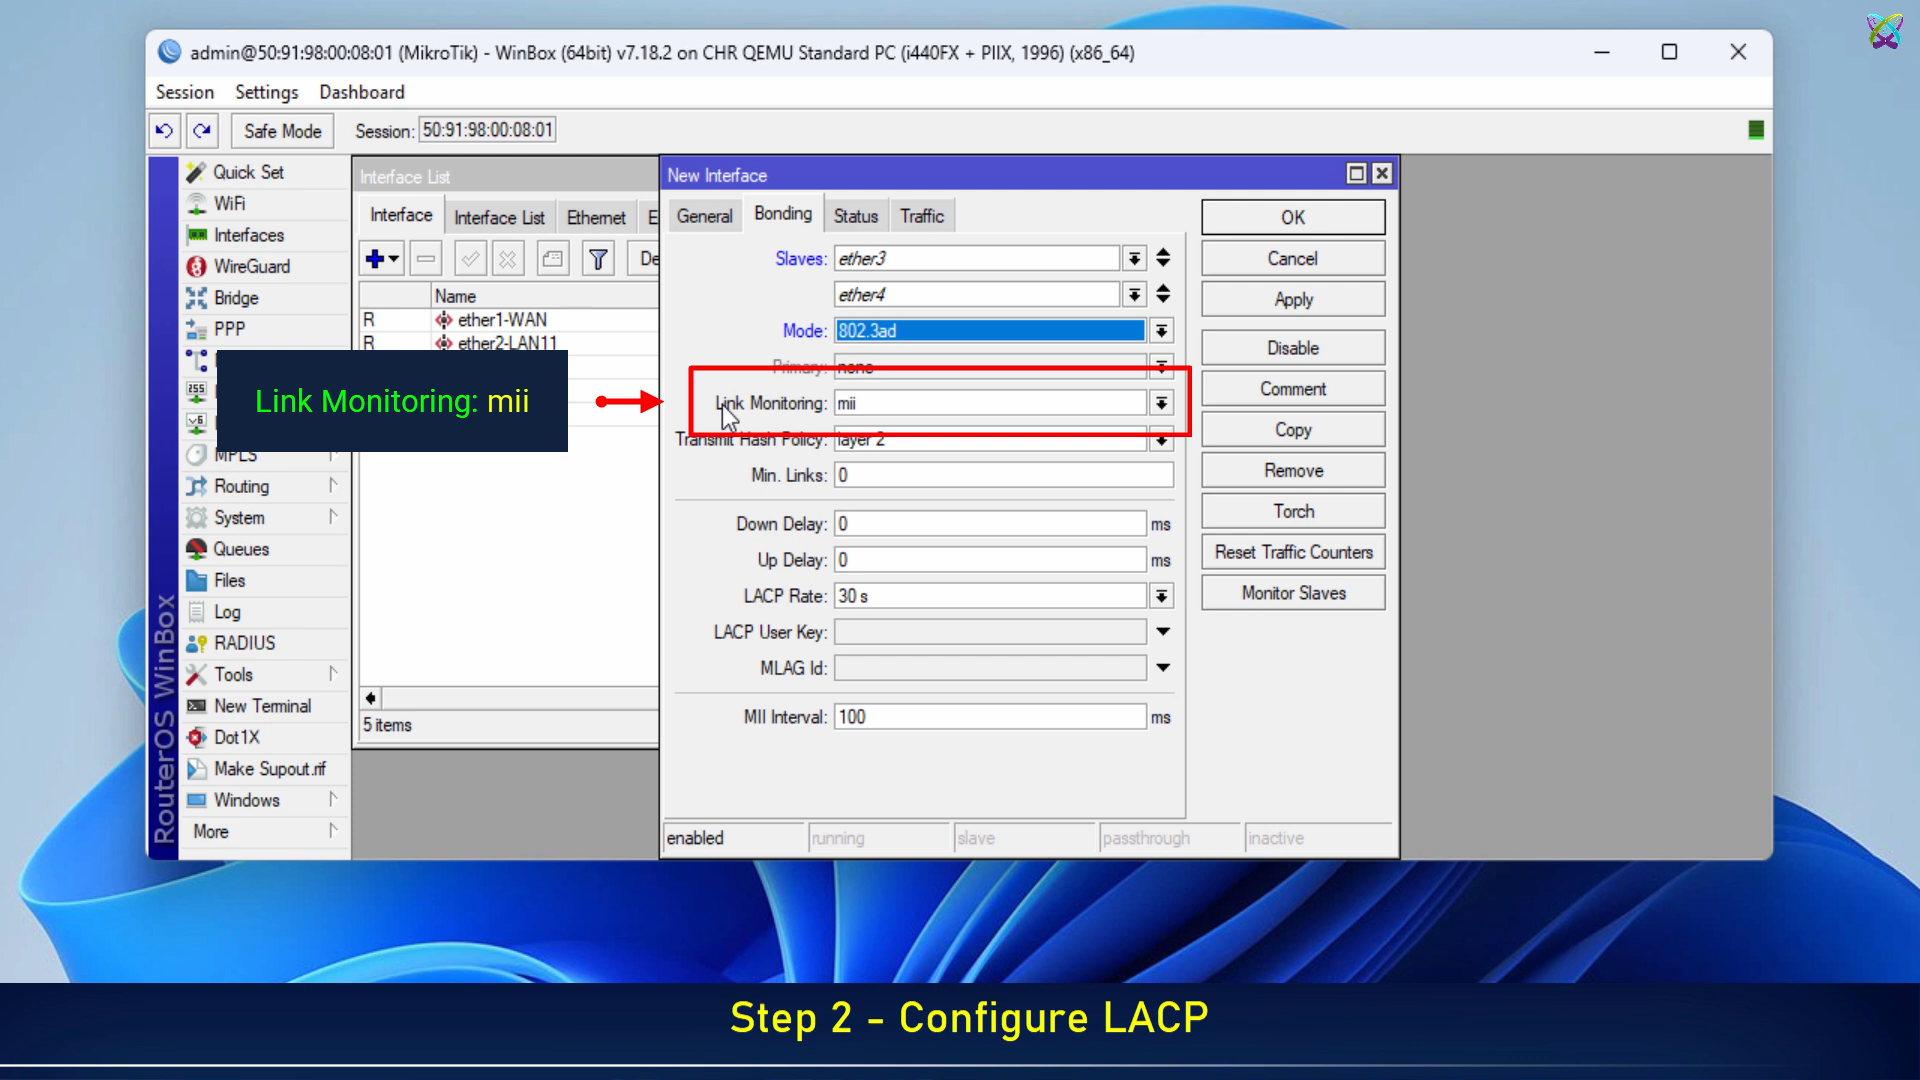 admin@50:91:98:00:08:01 (MikroTik) - WinBox (64bit) v7.18.2 on CHR QEMU Standard PC (i440FX + PIIX, 1996) (x86_64)
Session Settings Dashboard
Safe Mode Session: 50:91:98:00:08:01
Quick Set
WiFi
Interfaces
WireGuard
Bridge
PPP
MPLS
Routing
System
Queues
Files
Log
RADIUS
Tools
New Terminal
Dot1X
Make Supout.rif
Windows
More
RouterOS WinBox
Interface List
Interface Interface List Ethernet E
De
Name
R ether1-WAN
R ether2-LAN11
5 items
Link Monitoring: mii
New Interface
General Bonding Status Traffic
Slaves: ether3
ether4
Mode: 802.3ad
Primary: none
Link Monitoring: mii
Transmit Hash Policy: layer 2
Min. Links: 0
Down Delay: 0 ms
Up Delay: 0 ms
LACP Rate: 30 s
LACP User Key:
MLAG Id:
MII Interval: 100 ms
OK
Cancel
Apply
Disable
Comment
Copy
Remove
Torch
Reset Traffic Counters
Monitor Slaves
enabled running slave passthrough inactive
Step 2 - Configure LACP